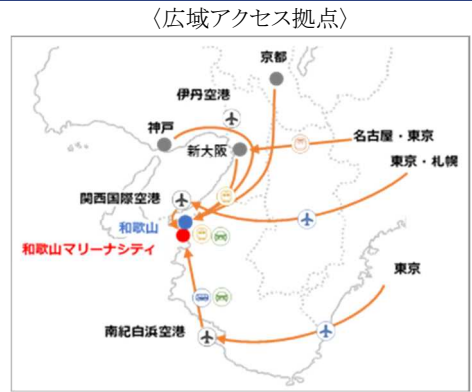 〈広域アクセス拠点〉
京都
伊丹空港
神戸
新大阪
名古屋・東京
東京・札幌
関西国際空港
和歌山
和歌山マリーナシティ
東京
南紀白浜空港